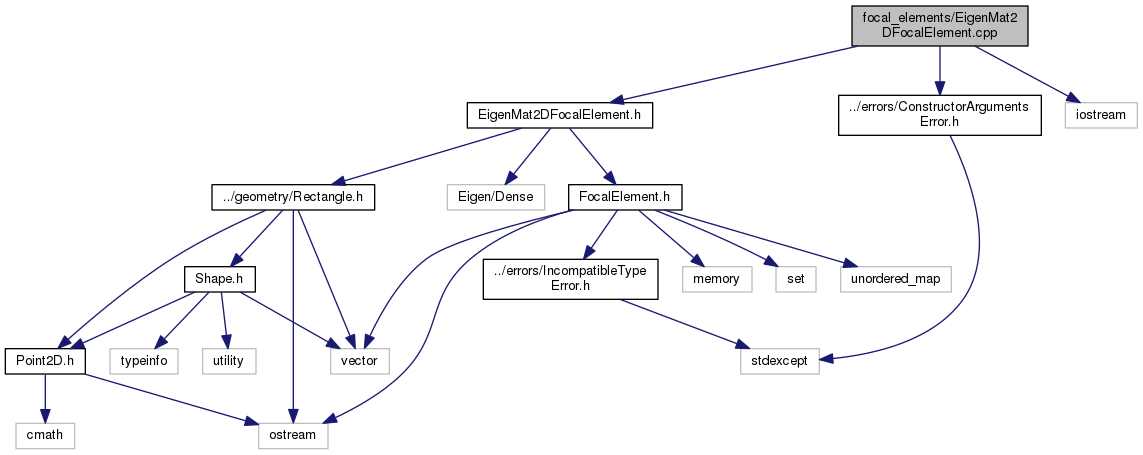 focal_elements/EigenMat2
DFocalElement.cpp
EigenMat2DFocalElement.h
../errors/ConstructorArguments
Error.h
iostream
../geometry/Rectangle.h
Eigen/Dense
FocalElement.h
Shape.h
../errors/IncompatibleType
Error.h
memory
set
unordered_map
Point2D.h
typeinfo
utility
vector
stdexcept
cmath
ostream